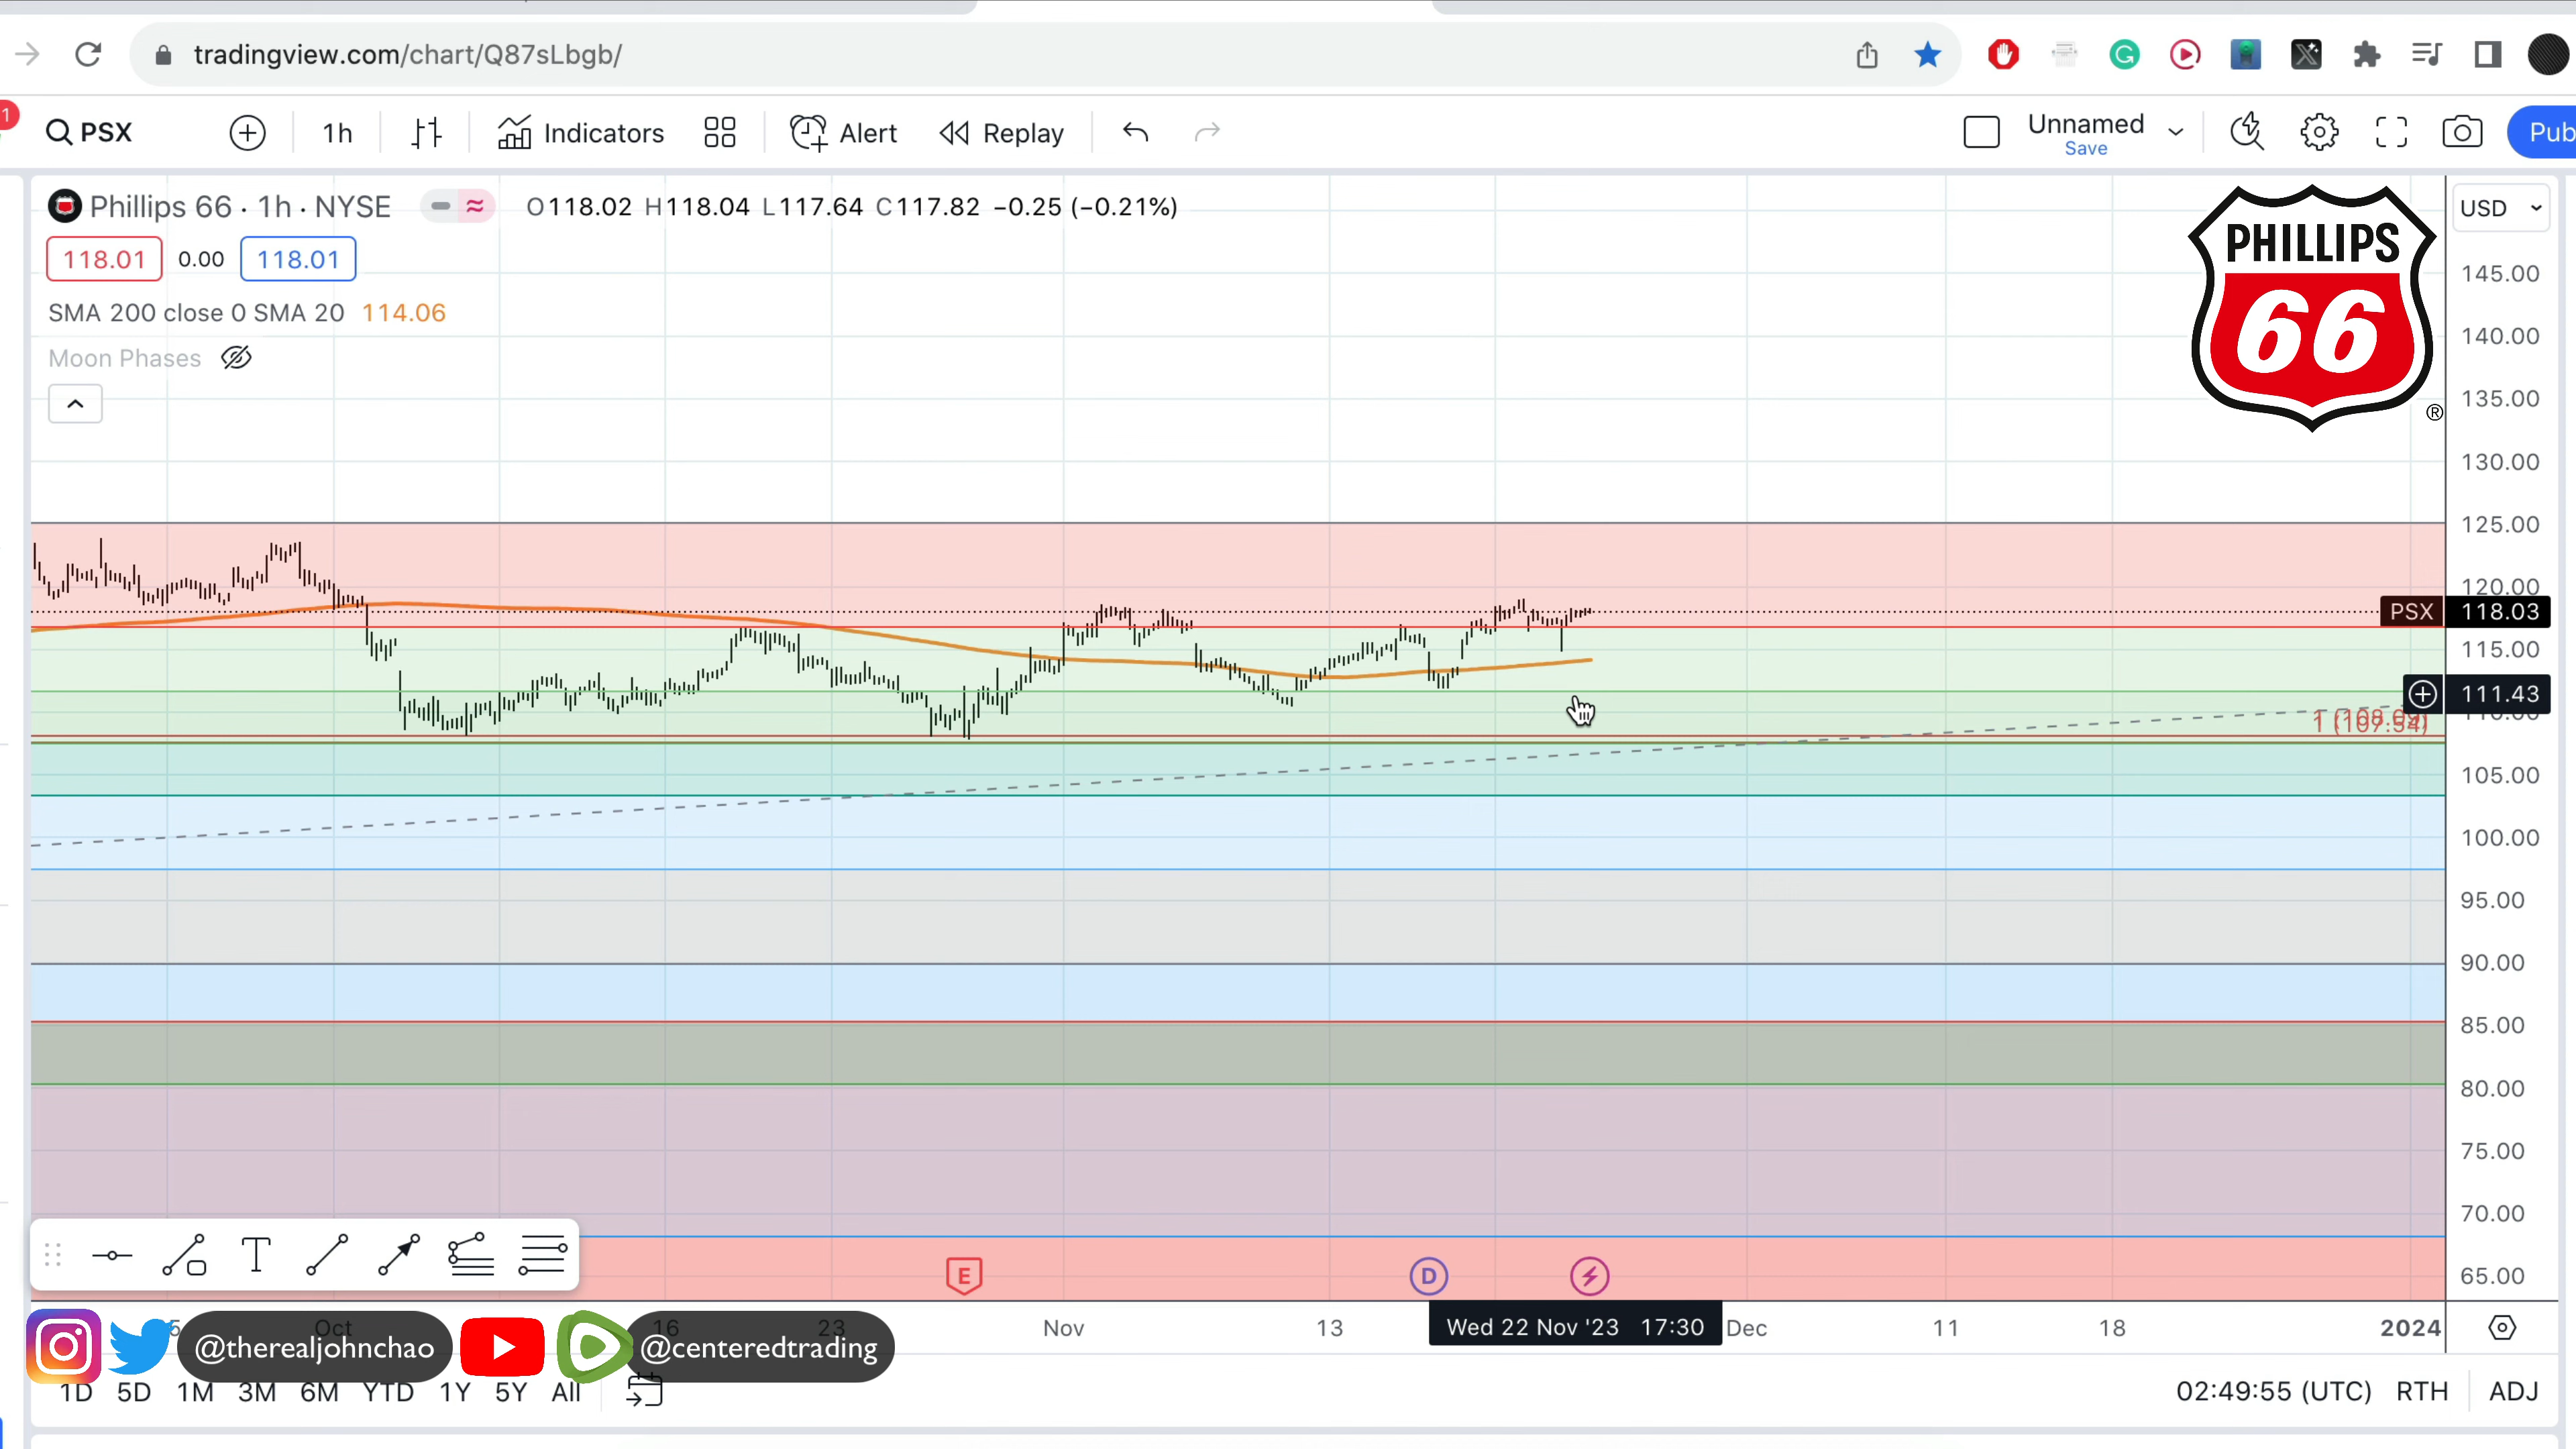 tradingview.com/chart/Q87sLbgb/
1
PSX
1h
Indicators
Alert
Replay
Unnamed
Save
Pub
Phillips 66 · 1h · NYSE
O118.02 H118.04 L117.64 C117.82 −0.25 (−0.21%)
118.01 0.00 118.01
SMA 200 close 0 SMA 20 114.06
Moon Phases
PHILLIPS
66
®
USD
145.00
140.00
135.00
130.00
125.00
120.00
PSX 118.03
115.00
111.43
105.00
100.00
95.00
90.00
85.00
80.00
75.00
70.00
65.00
T
E
D
Oct 16 23 Nov 13 Wed 22 Nov '23 17:30 Dec 11 18 2024
@therealjohnchao
@centeredtrading
1D 5D 1M 3M 6M YTD 1Y 5Y All
02:49:55 (UTC) RTH ADJ